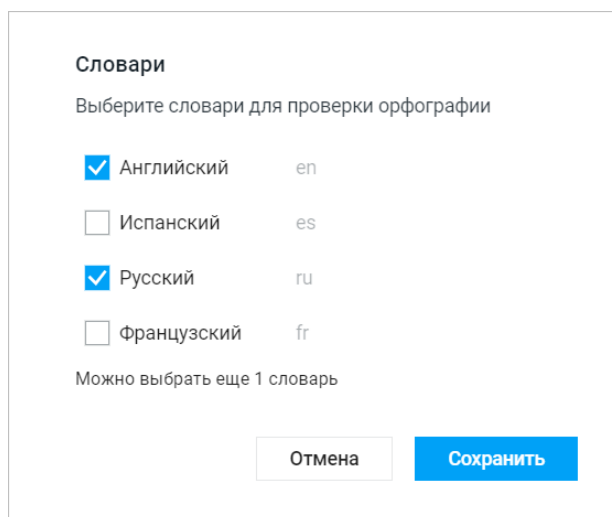 Словари
Выберите словари для проверки орфографии
Английский en
Испанский es
Русский ru
Французский fr
Можно выбрать еще 1 словарь
Отмена Сохранить